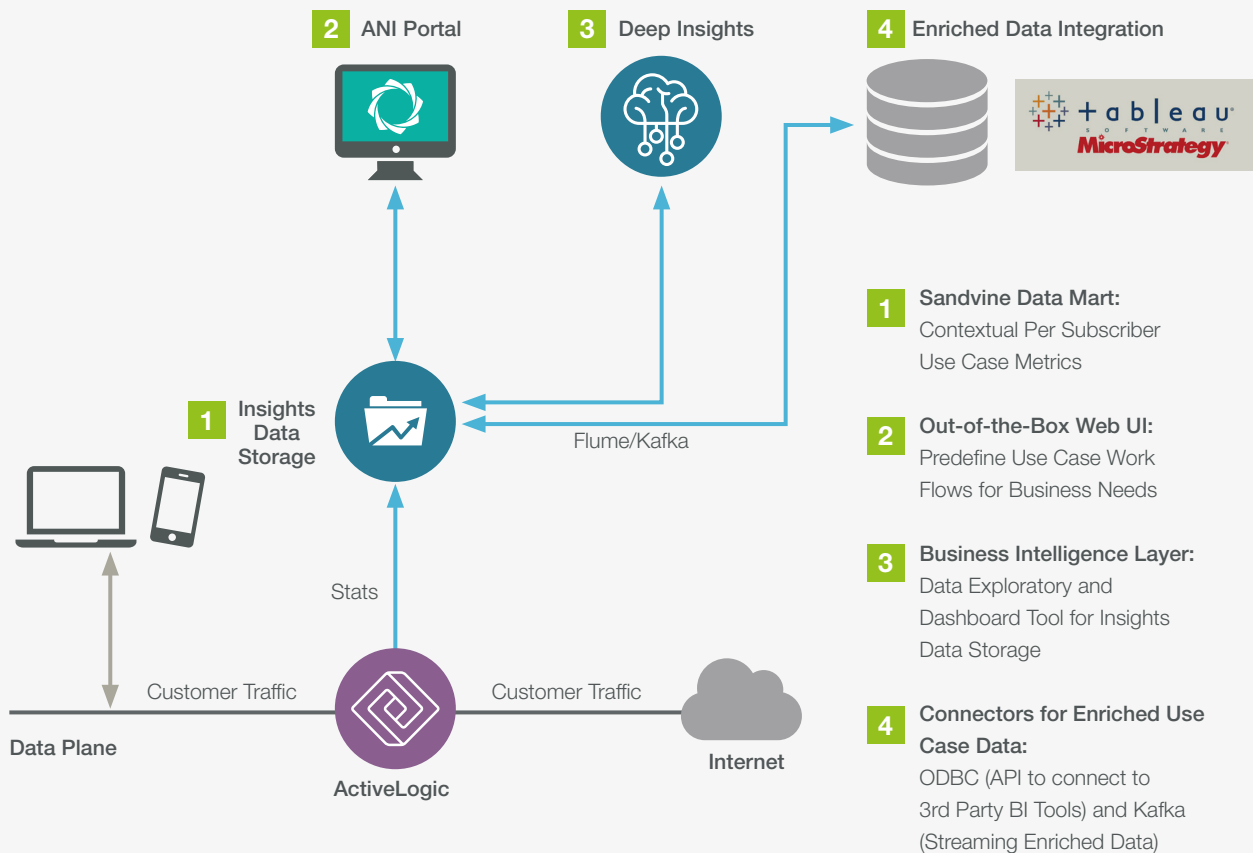 2 ANI Portal
3 Deep Insights
4 Enriched Data Integration
+ableau®
SOFTWARE
MicroStrategy
1 Insights
Data
Storage
Flume/Kafka
Stats
Customer Traffic
Customer Traffic
Data Plane
ActiveLogic
Internet
1 Sandvine Data Mart:
Contextual Per Subscriber
Use Case Metrics
2 Out-of-the-Box Web UI:
Predefine Use Case Work
Flows for Business Needs
3 Business Intelligence Layer:
Data Exploratory and
Dashboard Tool for Insights
Data Storage
4 Connectors for Enriched Use
Case Data:
ODBC (API to connect to
3rd Party BI Tools) and Kafka
(Streaming Enriched Data)